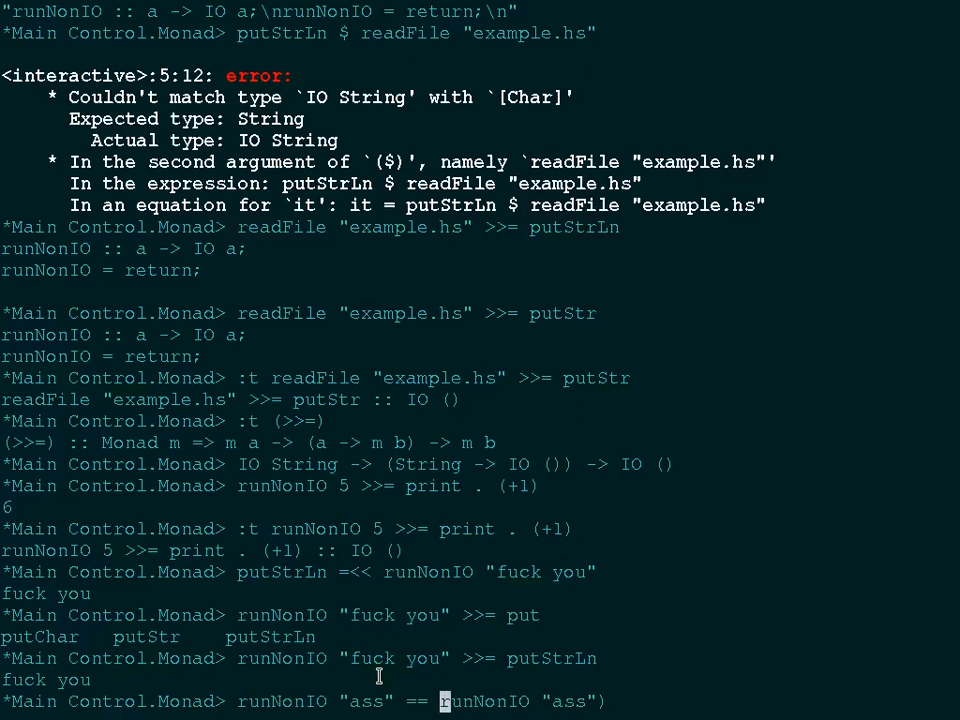 "runNonIO :: a -> IO a;\nrunNonIO = return;\n"
*Main Control.Monad> putStrLn $ readFile "example.hs"
<interactive>:5:12: error:
* Couldn't match type `IO String' with `[Char]'
Expected type: String
Actual type: IO String
* In the second argument of `($)', namely `readFile "example.hs"'
In the expression: putStrLn $ readFile "example.hs"
In an equation for `it': it = putStrLn $ readFile "example.hs"
*Main Control.Monad> readFile "example.hs" >>= putStrLn
runNonIO :: a -> IO a;
runNonIO = return;
*Main Control.Monad> readFile "example.hs" >>= putStr
runNonIO :: a -> IO a;
runNonIO = return;
*Main Control.Monad> :t readFile "example.hs" >>= putStr
readFile "example.hs" >>= putStr :: IO ()
*Main Control.Monad> :t (>>=)
(>>=) :: Monad m => m a -> (a -> m b) -> m b
*Main Control.Monad> IO String -> (String -> IO ()) -> IO ()
*Main Control.Monad> runNonIO 5 >>= print . (+1)
6
*Main Control.Monad> :t runNonIO 5 >>= print . (+1)
runNonIO 5 >>= print . (+1) :: IO ()
*Main Control.Monad> putStrLn =<< runNonIO "fuck you"
fuck you
*Main Control.Monad> runNonIO "fuck you" >>= put
putChar putStr putStrLn
*Main Control.Monad> runNonIO "fuck you" >>= putStrLn
fuck you
*Main Control.Monad> runNonIO "ass" == runNonIO "ass")